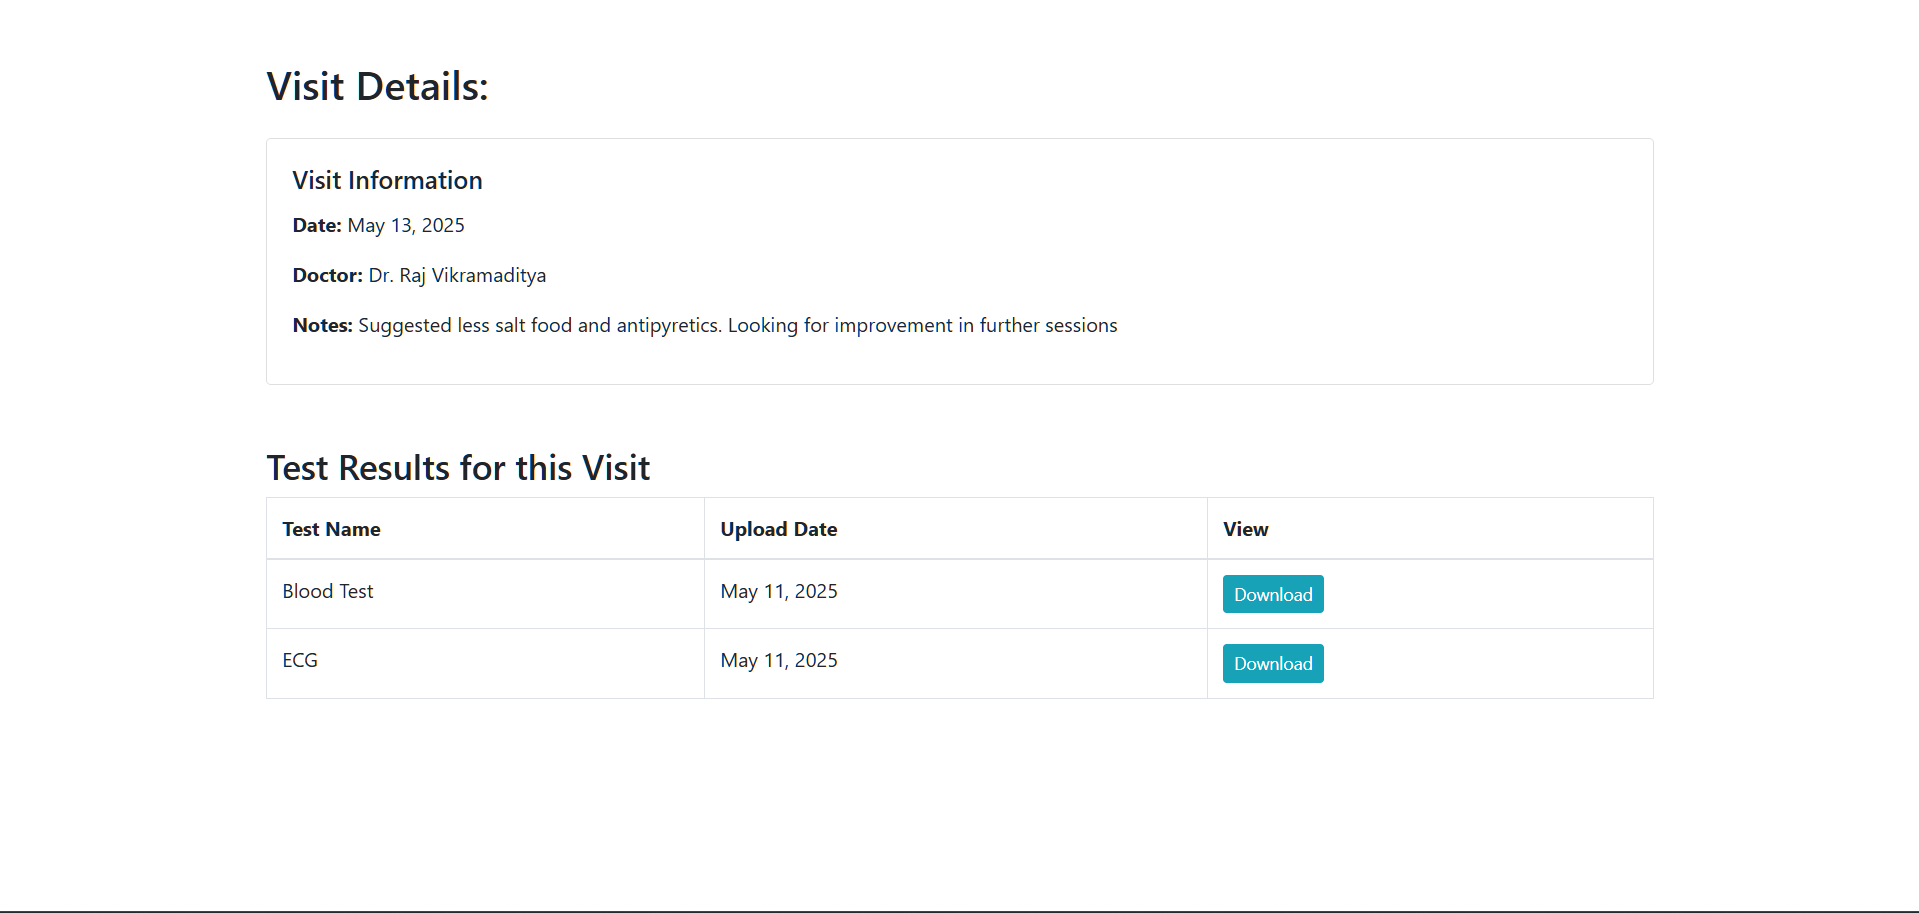 Visit Details:
Visit Information
Date: May 13, 2025
Doctor: Dr. Raj Vikramaditya
Notes: Suggested less salt food and antipyretics. Looking for improvement in further sessions
Test Results for this Visit
Test Name Upload Date View
Blood Test May 11, 2025 Download
ECG May 11, 2025 Download